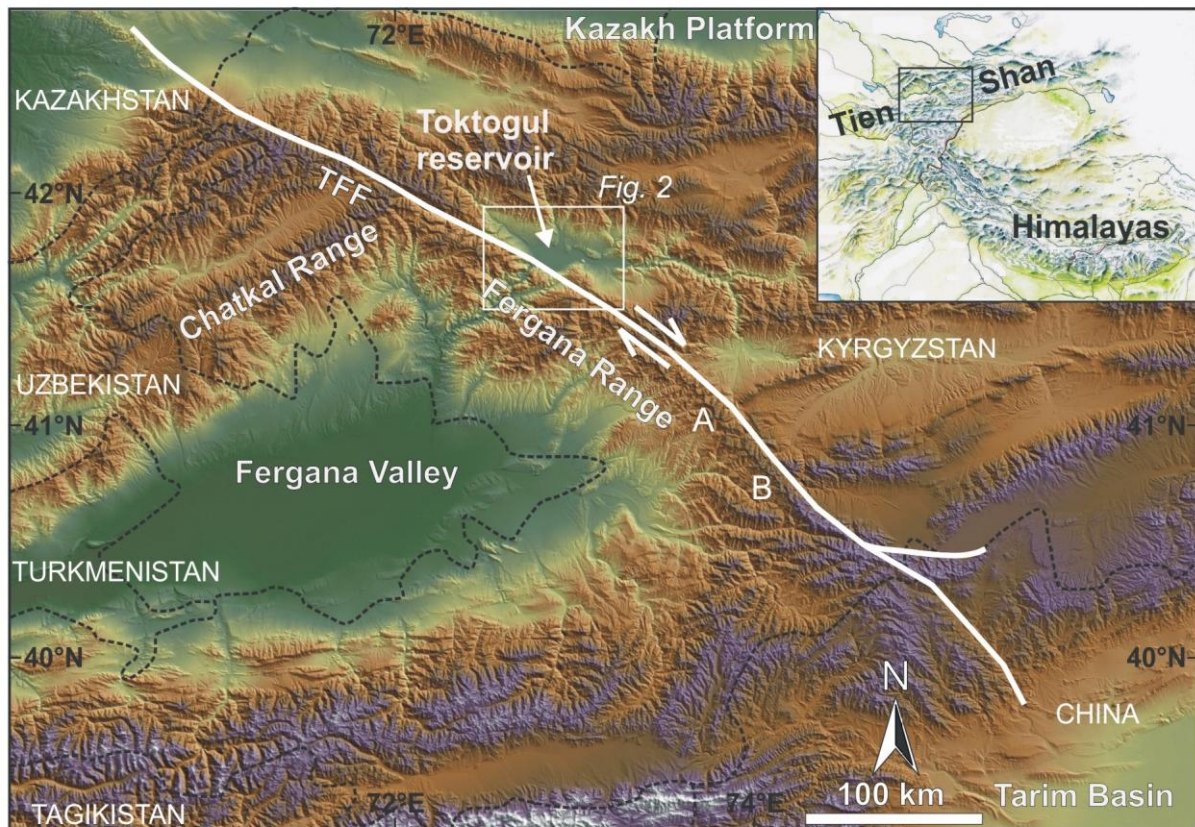 72°E
Kazakh Platform
KAZAKHSTAN
Tien
Shan
Himalayas
Toktogul
reservoir
Fig. 2
42°N
42°N
TFF
Chatkal Range
Fergana Range
KYRGYZSTAN
UZBEKISTAN
A
41°N
41°N
Fergana Valley
B
TURKMENISTAN
40°N
40°N
N
CHINA
72°E
74°E
100 km
Tarim Basin
TAGIKISTAN